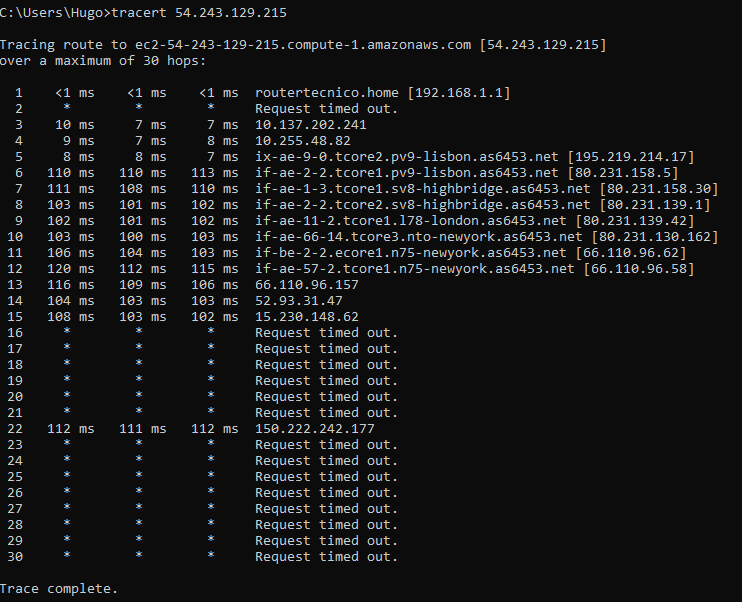 C:\Users\Hugo>tracert 54.243.129.215
Tracing route to ec2-54-243-129-215.compute-1.amazonaws.com [54.243.129.215]
over a maximum of 30 hops:
1 <1 ms <1 ms <1 ms routertecnico.home [192.168.1.1]
2 * * * Request timed out.
3 10 ms 7 ms 7 ms 10.137.202.241
4 9 ms 7 ms 8 ms 10.255.48.82
5 8 ms 8 ms 7 ms ix-ae-9-0.tcore2.pv9-lisbon.as6453.net [195.219.214.17]
6 110 ms 110 ms 113 ms if-ae-2-2.tcore1.pv9-lisbon.as6453.net [80.231.158.5]
7 111 ms 108 ms 110 ms if-ae-1-3.tcore1.sv8-highbridge.as6453.net [80.231.158.30]
8 103 ms 101 ms 102 ms if-ae-2-2.tcore2.sv8-highbridge.as6453.net [80.231.139.1]
9 102 ms 101 ms 102 ms if-ae-11-2.tcore1.l78-london.as6453.net [80.231.139.42]
10 103 ms 100 ms 103 ms if-ae-66-14.tcore3.nto-newyork.as6453.net [80.231.130.162]
11 106 ms 104 ms 103 ms if-be-2-2.ecore1.n75-newyork.as6453.net [66.110.96.62]
12 120 ms 112 ms 115 ms if-ae-57-2.tcore1.n75-newyork.as6453.net [66.110.96.58]
13 116 ms 109 ms 106 ms 66.110.96.157
14 104 ms 103 ms 103 ms 52.93.31.47
15 108 ms 103 ms 102 ms 15.230.148.62
16 * * * Request timed out.
17 * * * Request timed out.
18 * * * Request timed out.
19 * * * Request timed out.
20 * * * Request timed out.
21 * * * Request timed out.
22 112 ms 111 ms 112 ms 150.222.242.177
23 * * * Request timed out.
24 * * * Request timed out.
25 * * * Request timed out.
26 * * * Request timed out.
27 * * * Request timed out.
28 * * * Request timed out.
29 * * * Request timed out.
30 * * * Request timed out.
Trace complete.